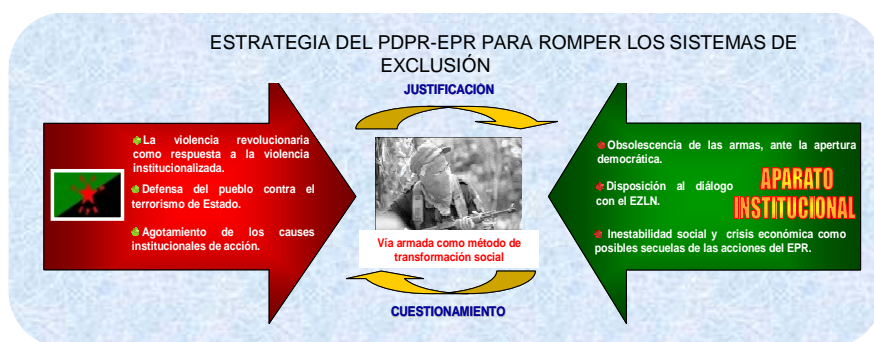 ESTRATEGIA DEL PDPR-EPR PARA ROMPER LOS SISTEMAS DE
EXCLUSIÓN
JUSTIFICACIÓN
La violencia revolucionaria
como respuesta a la violencia
institucionalizada.
Defensa del pueblo contra el
terrorismo de Estado.
Agotamiento de los causes
institucionales de acción.
Vía armada como método de
transformación social
Obsolescencia de las armas, ante la apertura
democrática.
Disposición al diálogo
con el EZLN.
Inestabilidad social y crisis económica como
posibles secuelas de las acciones del EPR.
APARATO
INSTITUCIONAL
CUESTIONAMIENTO